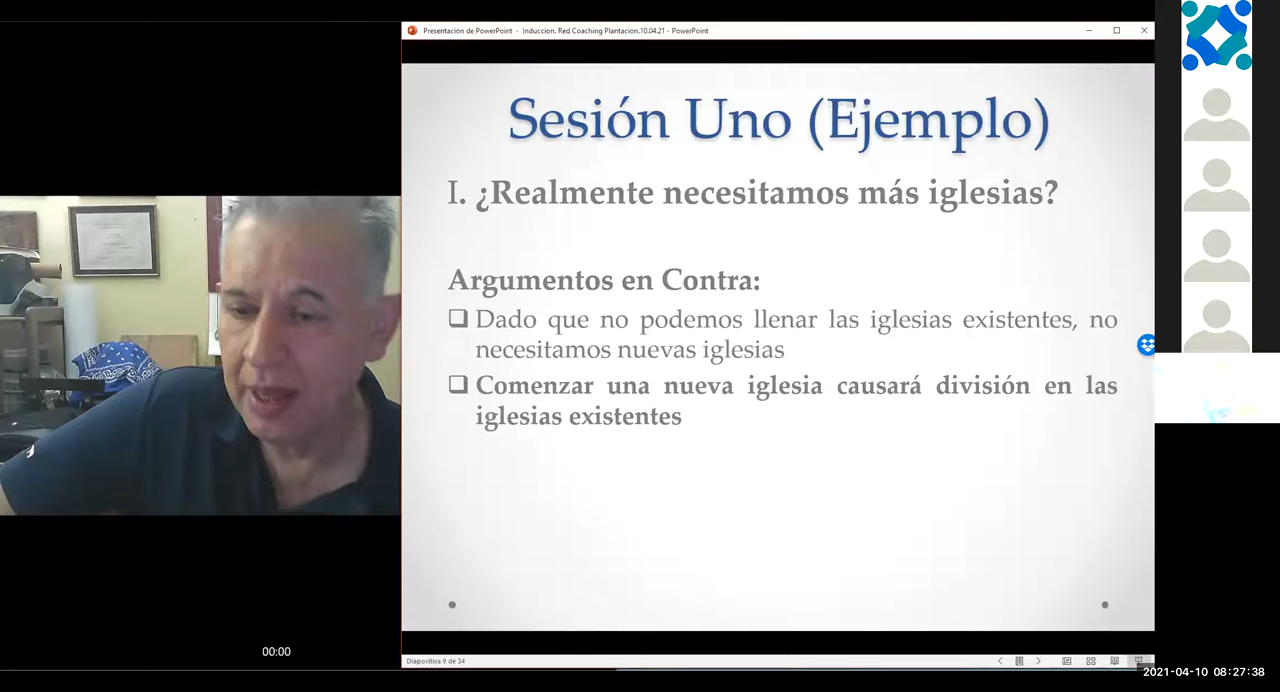 Presentación de PowerPoint - Induccion. Red Coaching Plantacion.10.04.21 - PowerPoint
Sesión Uno (Ejemplo)
I. ¿Realmente necesitamos más iglesias?
Argumentos en Contra:
Dado que no podemos llenar las iglesias existentes, no
necesitamos nuevas iglesias
Comenzar una nueva iglesia causará división en las
iglesias existentes
00:00
Diapositiva 9 de 34
2021-04-10 08:27:38